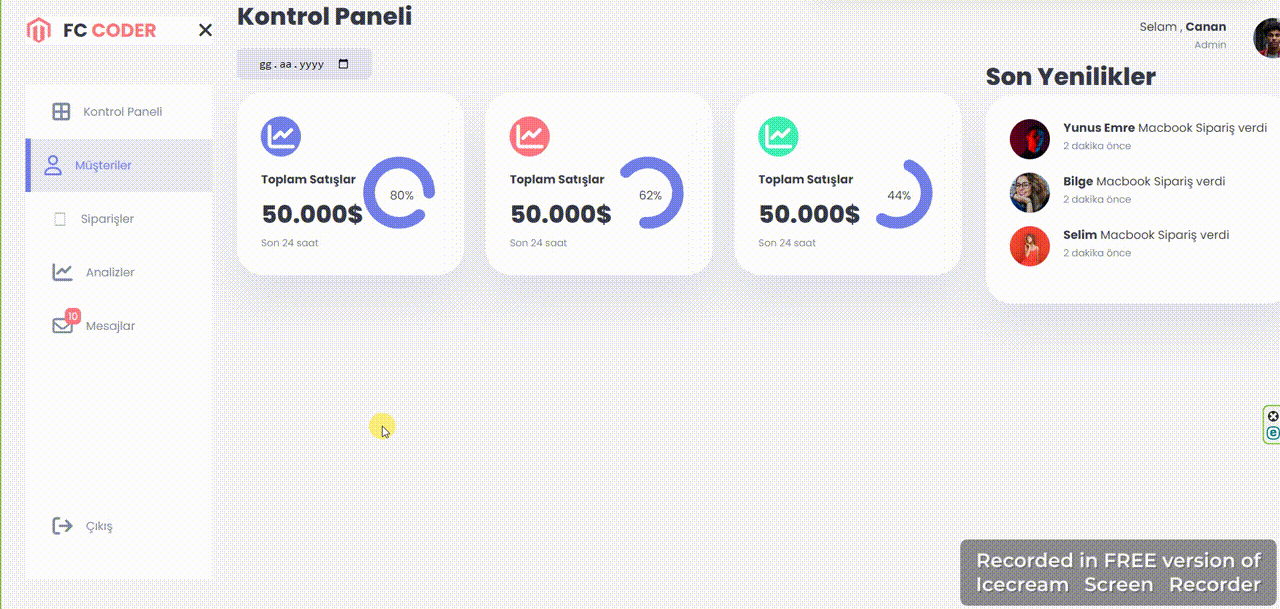 FC CODER
Kontrol Paneli
Müşteriler
Siparişler
Analizler
10
Mesajlar
Çıkış
Kontrol Paneli
gg.aa.yyyy
Toplam Satışlar
50.000$
Son 24 saat
80%
Toplam Satışlar
50.000$
Son 24 saat
62%
Toplam Satışlar
50.000$
Son 24 saat
44%
Selam , Canan
Admin
Son Yenilikler
Yunus Emre Macbook Sipariş verdi
2 dakika önce
Bilge Macbook Sipariş verdi
2 dakika önce
Selim Macbook Sipariş verdi
2 dakika önce
Recorded in FREE version of
Icecream Screen Recorder